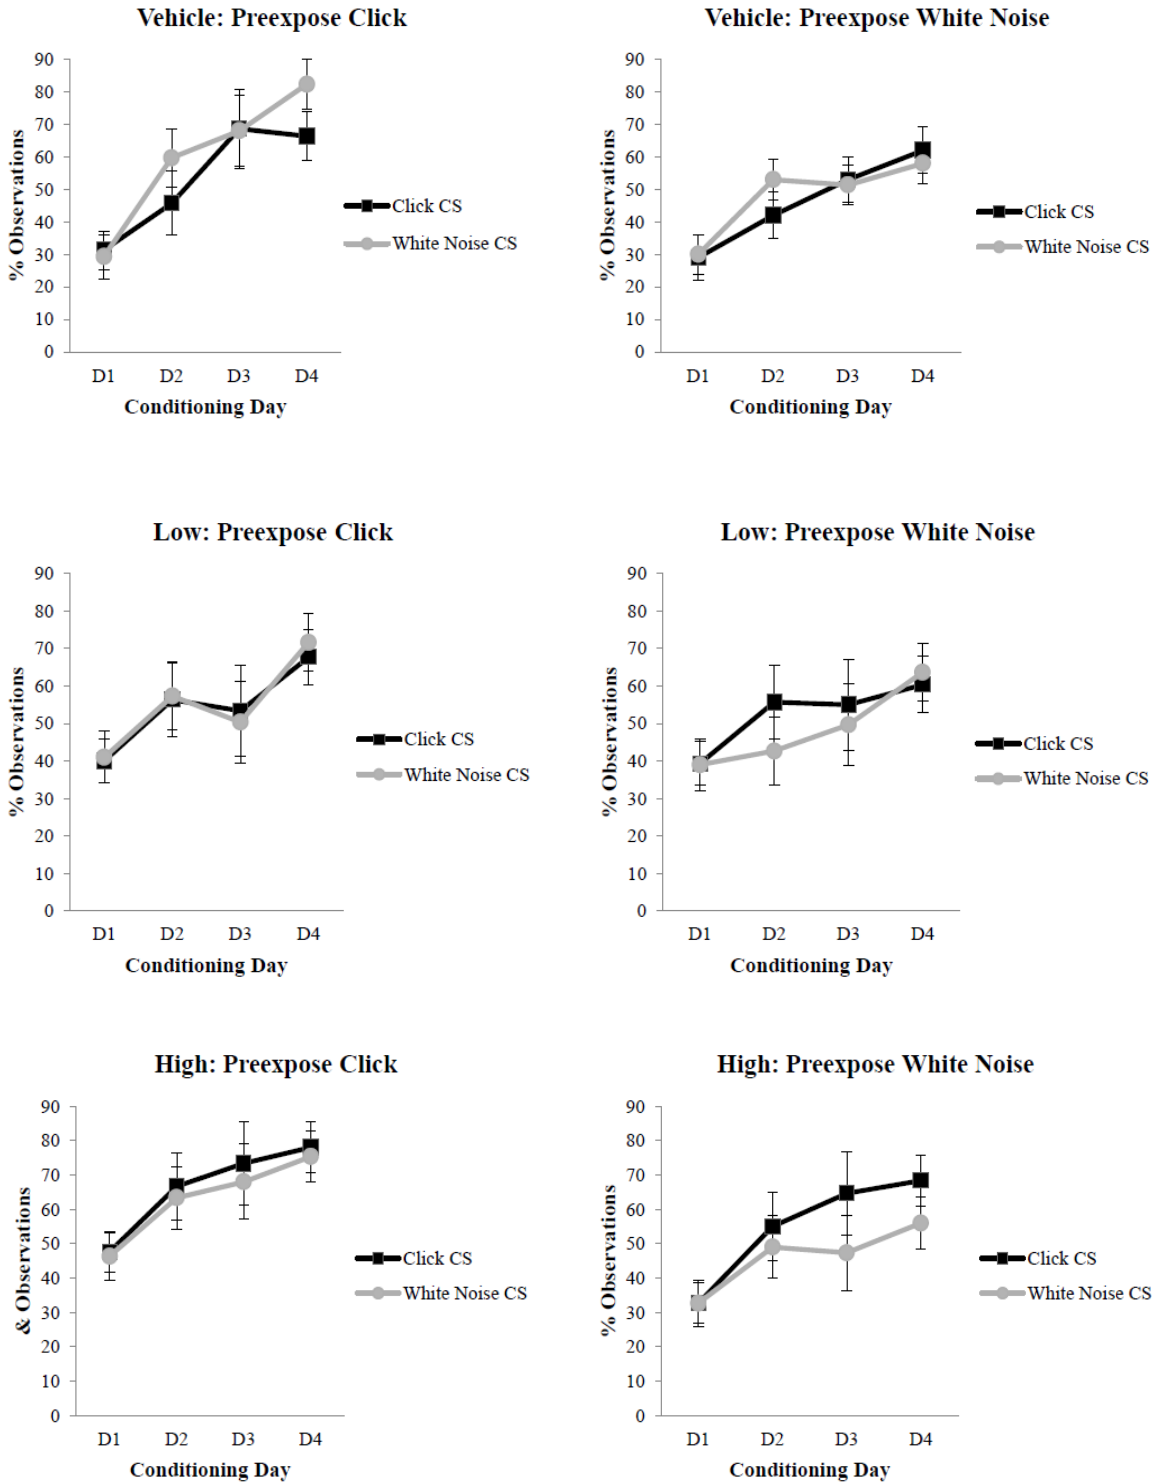 Vehicle: Preexpose Click
90
80
70
60
50
40
30
20
10
0
% Observations
D1 D2 D3 D4
Conditioning Day
Click CS
White Noise CS
Vehicle: Preexpose White Noise
90
80
70
60
50
40
30
20
10
0
% Observations
D1 D2 D3 D4
Conditioning Day
Click CS
White Noise CS
Low: Preexpose Click
90
80
70
60
50
40
30
20
10
0
% Observations
D1 D2 D3 D4
Conditioning Day
Click CS
White Noise CS
Low: Preexpose White Noise
90
80
70
60
50
40
30
20
10
0
% Observations
D1 D2 D3 D4
Conditioning Day
Click CS
White Noise CS
High: Preexpose Click
90
80
70
60
50
40
30
20
10
0
& Observations
D1 D2 D3 D4
Conditioning Day
Click CS
White Noise CS
High: Preexpose White Noise
90
80
70
60
50
40
30
20
10
0
% Observations
D1 D2 D3 D4
Conditioning Day
Click CS
White Noise CS